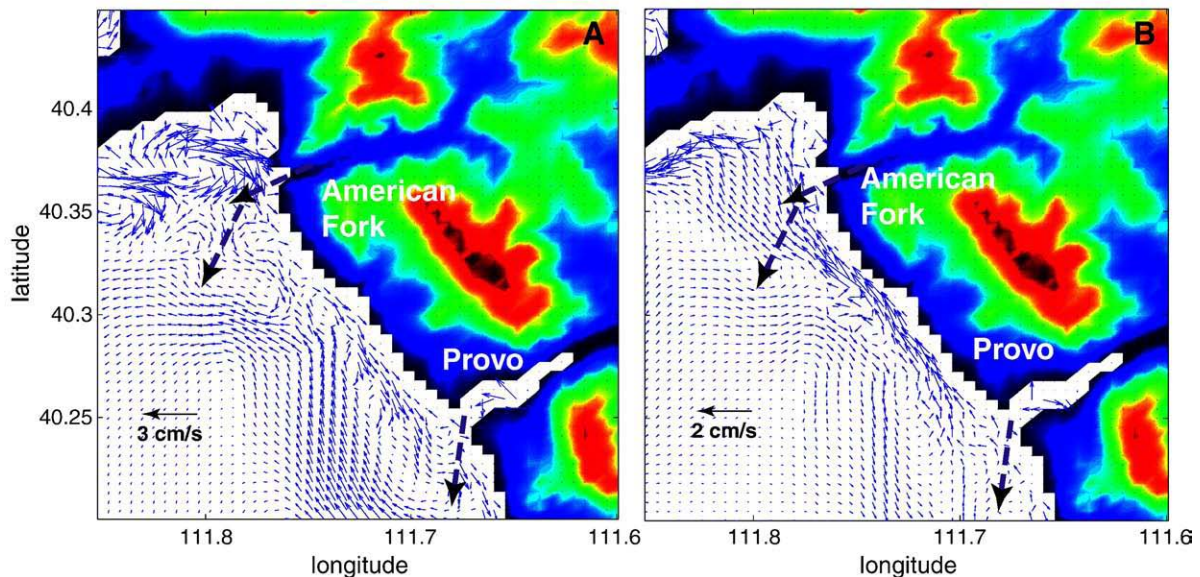 A
B
40.4
40.35
40.3
40.25
latitude
American
Fork
Provo
3 cm/s
American
Fork
Provo
2 cm/s
111.8
111.7
111.6
111.8
111.7
111.6
longitude
longitude